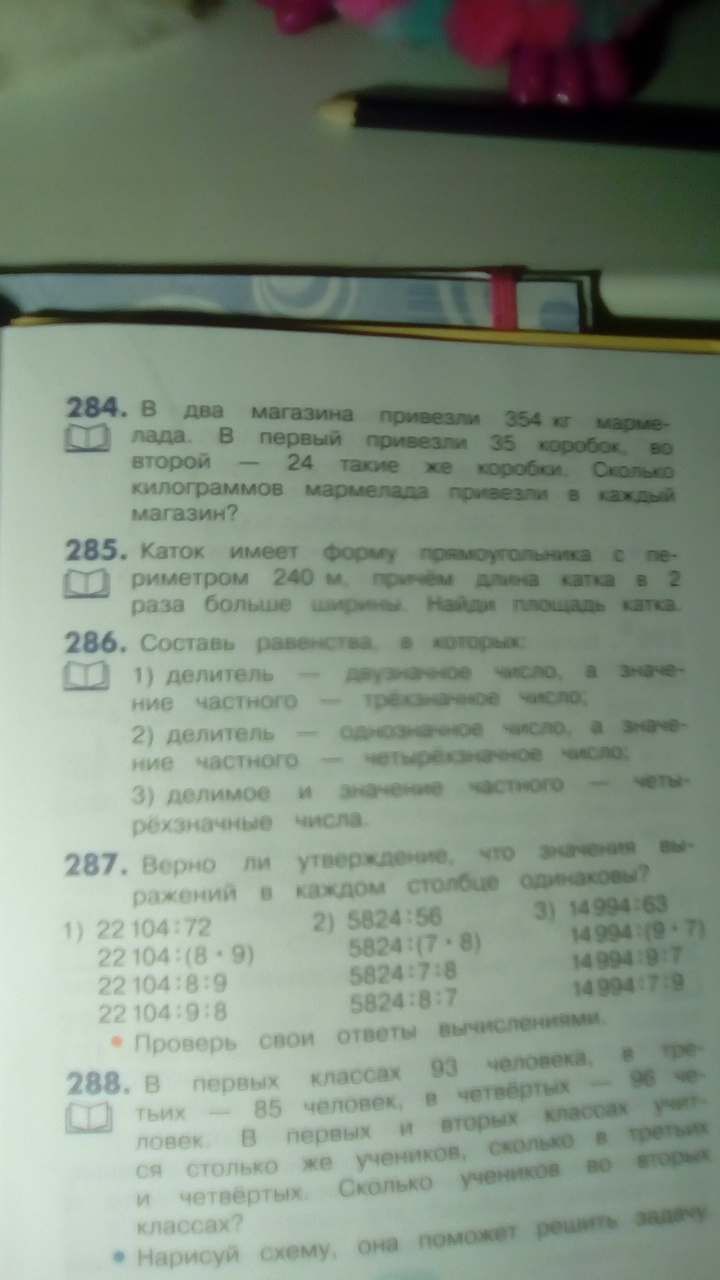 284. В два магазина привезли 354 кг марме-
лада. В первый привезли 35 коробок, во
второй — 24 такие же коробки. Сколько
килограммов мармелада привезли в каждый
магазин?
285. Каток имеет форму прямоугольника с пе-
риметром 240 м, причём длина катка в 2
раза больше ширины. Найди площадь катка.
286. Составь равенства, в которых:
1) делитель — двузначное число, а значе-
ние частного — трёхзначное число;
2) делитель — однозначное число, а значе-
ние частного — четырёхзначное число;
3) делимое и значение частного — четы-
рёхзначные числа.
287. Верно ли утверждение, что значения вы-
ражений в каждом столбце одинаковы?
1) 22 104 : 72
22 104 : (8 · 9)
22 104 : 8 : 9
22 104 : 9 : 8
2) 5824 : 56
5824 : (7 · 8)
5824 : 7 : 8
5824 : 8 : 7
3) 14 994 : 63
14 994 : (9 · 7)
14 994 : 9 : 7
14 994 : 7 : 9
• Проверь свои ответы вычислениями.
288. В первых классах 93 человека, в тре-
тьих — 85 человек, в четвёртых — 96 че-
ловек. В первых и вторых классах учит-
ся столько же учеников, сколько в третьих
и четвёртых. Сколько учеников во вторых
классах?
• Нарисуй схему, она поможет решить задачу.